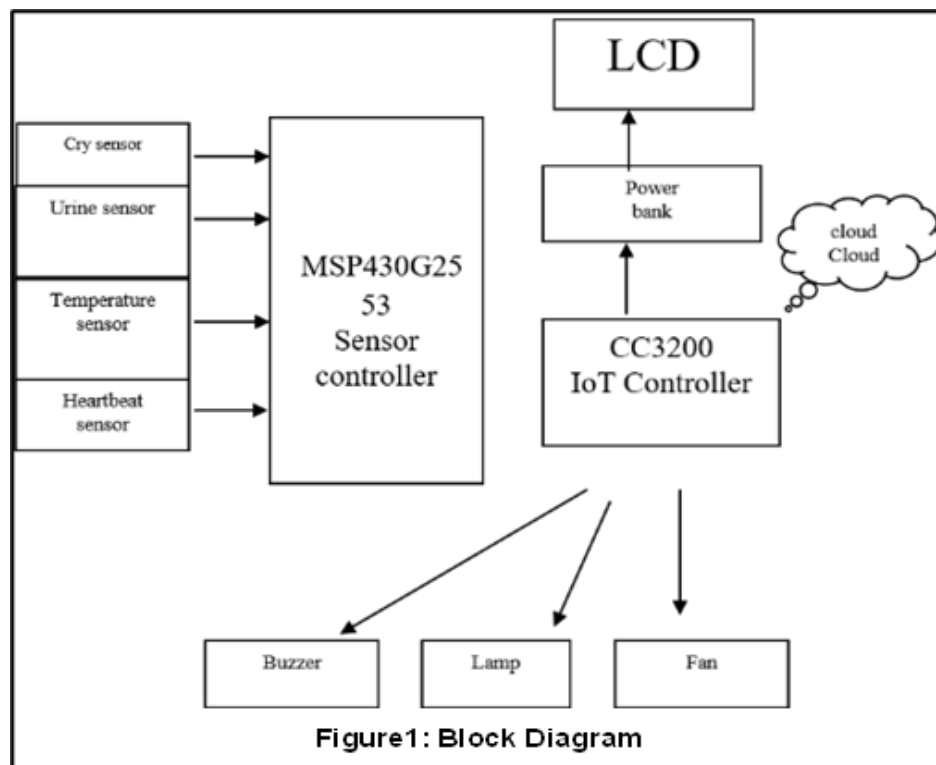 LCD
Cry sensor
Urine sensor
Temperature
sensor
Heartbeat
sensor
MSP430G25
53
Sensor
controller
Power
bank
cloud
Cloud
CC3200
IoT Controller
Buzzer
Lamp
Fan
Figure1: Block Diagram